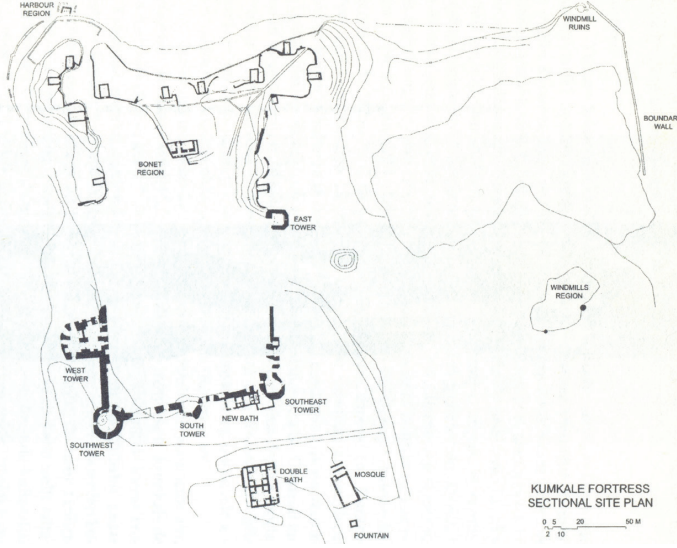 HARBOUR
REGION
WINDMILL
RUINS
BOUNDAR
WALL
BONET
REGION
EAST
TOWER
WINDMILLS
REGION
WEST
TOWER
SOUTHEAST
TOWER
NEW BATH
SOUTH
TOWER
SOUTHWEST
TOWER
DOUBLE
BATH
MOSQUE
FOUNTAIN
KUMKALE FORTRESS
SECTIONAL SITE PLAN
0 5 20 50 M
2 10